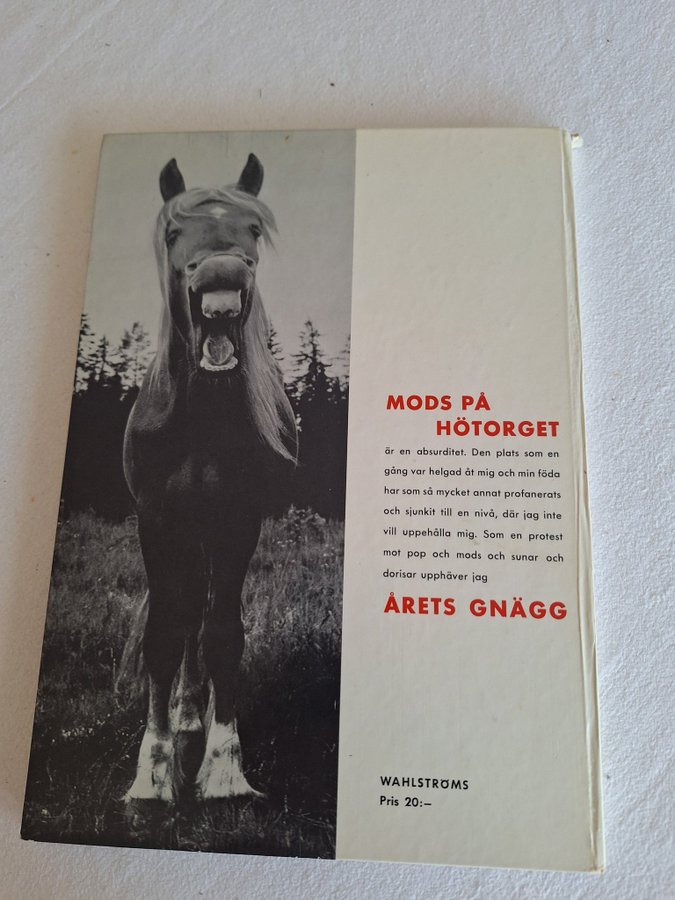 MODS PÅ
HÖTORGET
är en absurditet. Den plats som en
gång var helgad åt mig och min föda
har som så mycket annat profanerats
och sjunkit till en nivå, där jag inte
vill uppehålla mig. Som en protest
mot pop och mods och sunar och
dorisar upphäver jag
ÅRETS GNÄGG
WAHLSTRÖMS
Pris 20:–